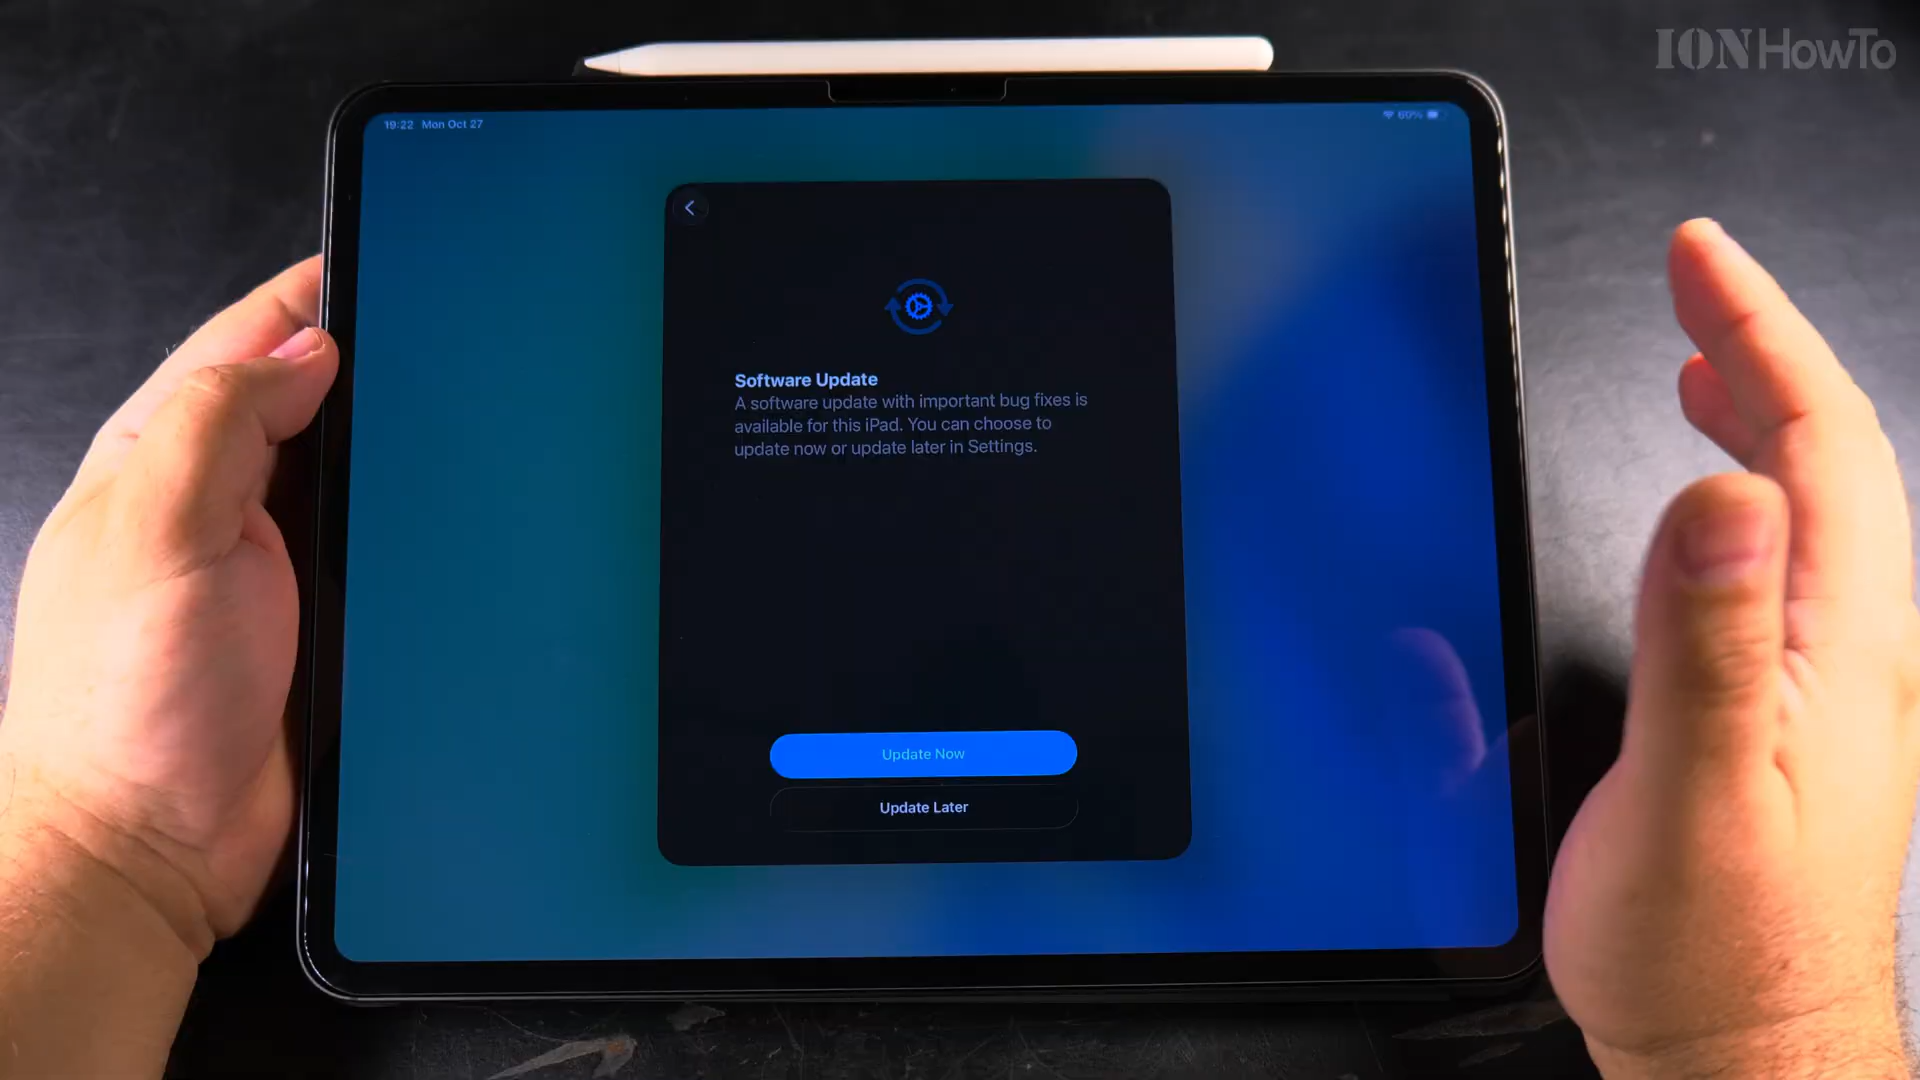 IONHowTo
19:22 Mon Oct 27
60%
Software Update
A software update with important bug fixes is
available for this iPad. You can choose to
update now or update later in Settings.
Update Now
Update Later